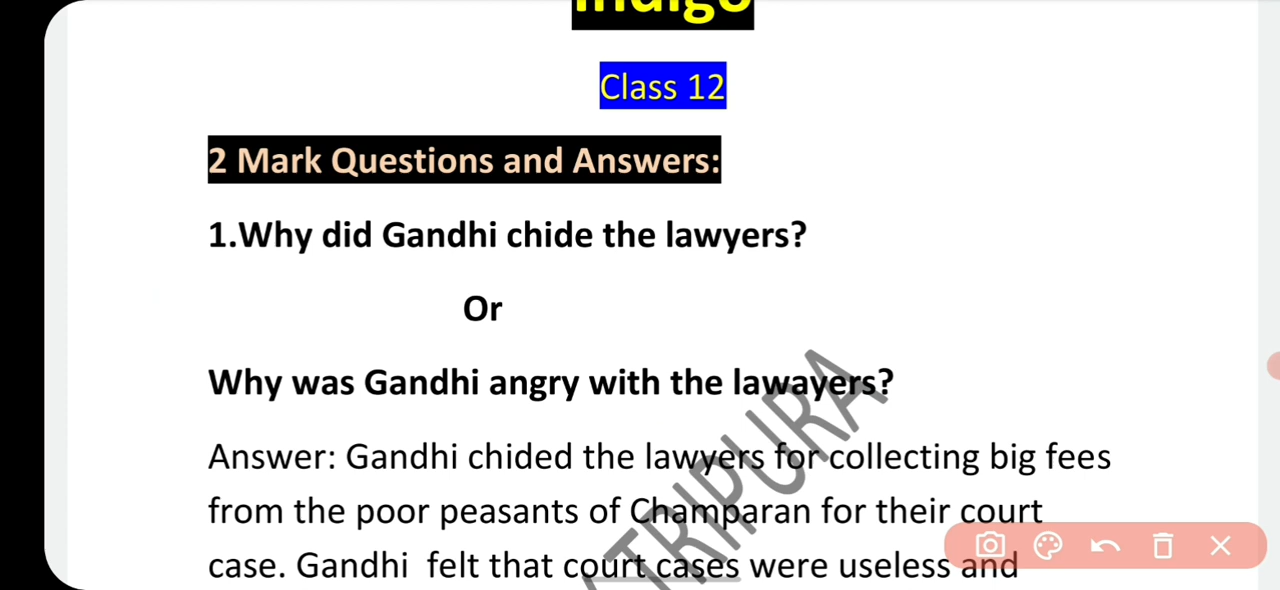 Indigo
Class 12
2 Mark Questions and Answers:
1.Why did Gandhi chide the lawyers?
Or
Why was Gandhi angry with the lawayers?
Answer: Gandhi chided the lawyers for collecting big fees
from the poor peasants of Champaran for their court
case. Gandhi felt that court cases were useless and
TRIPURA